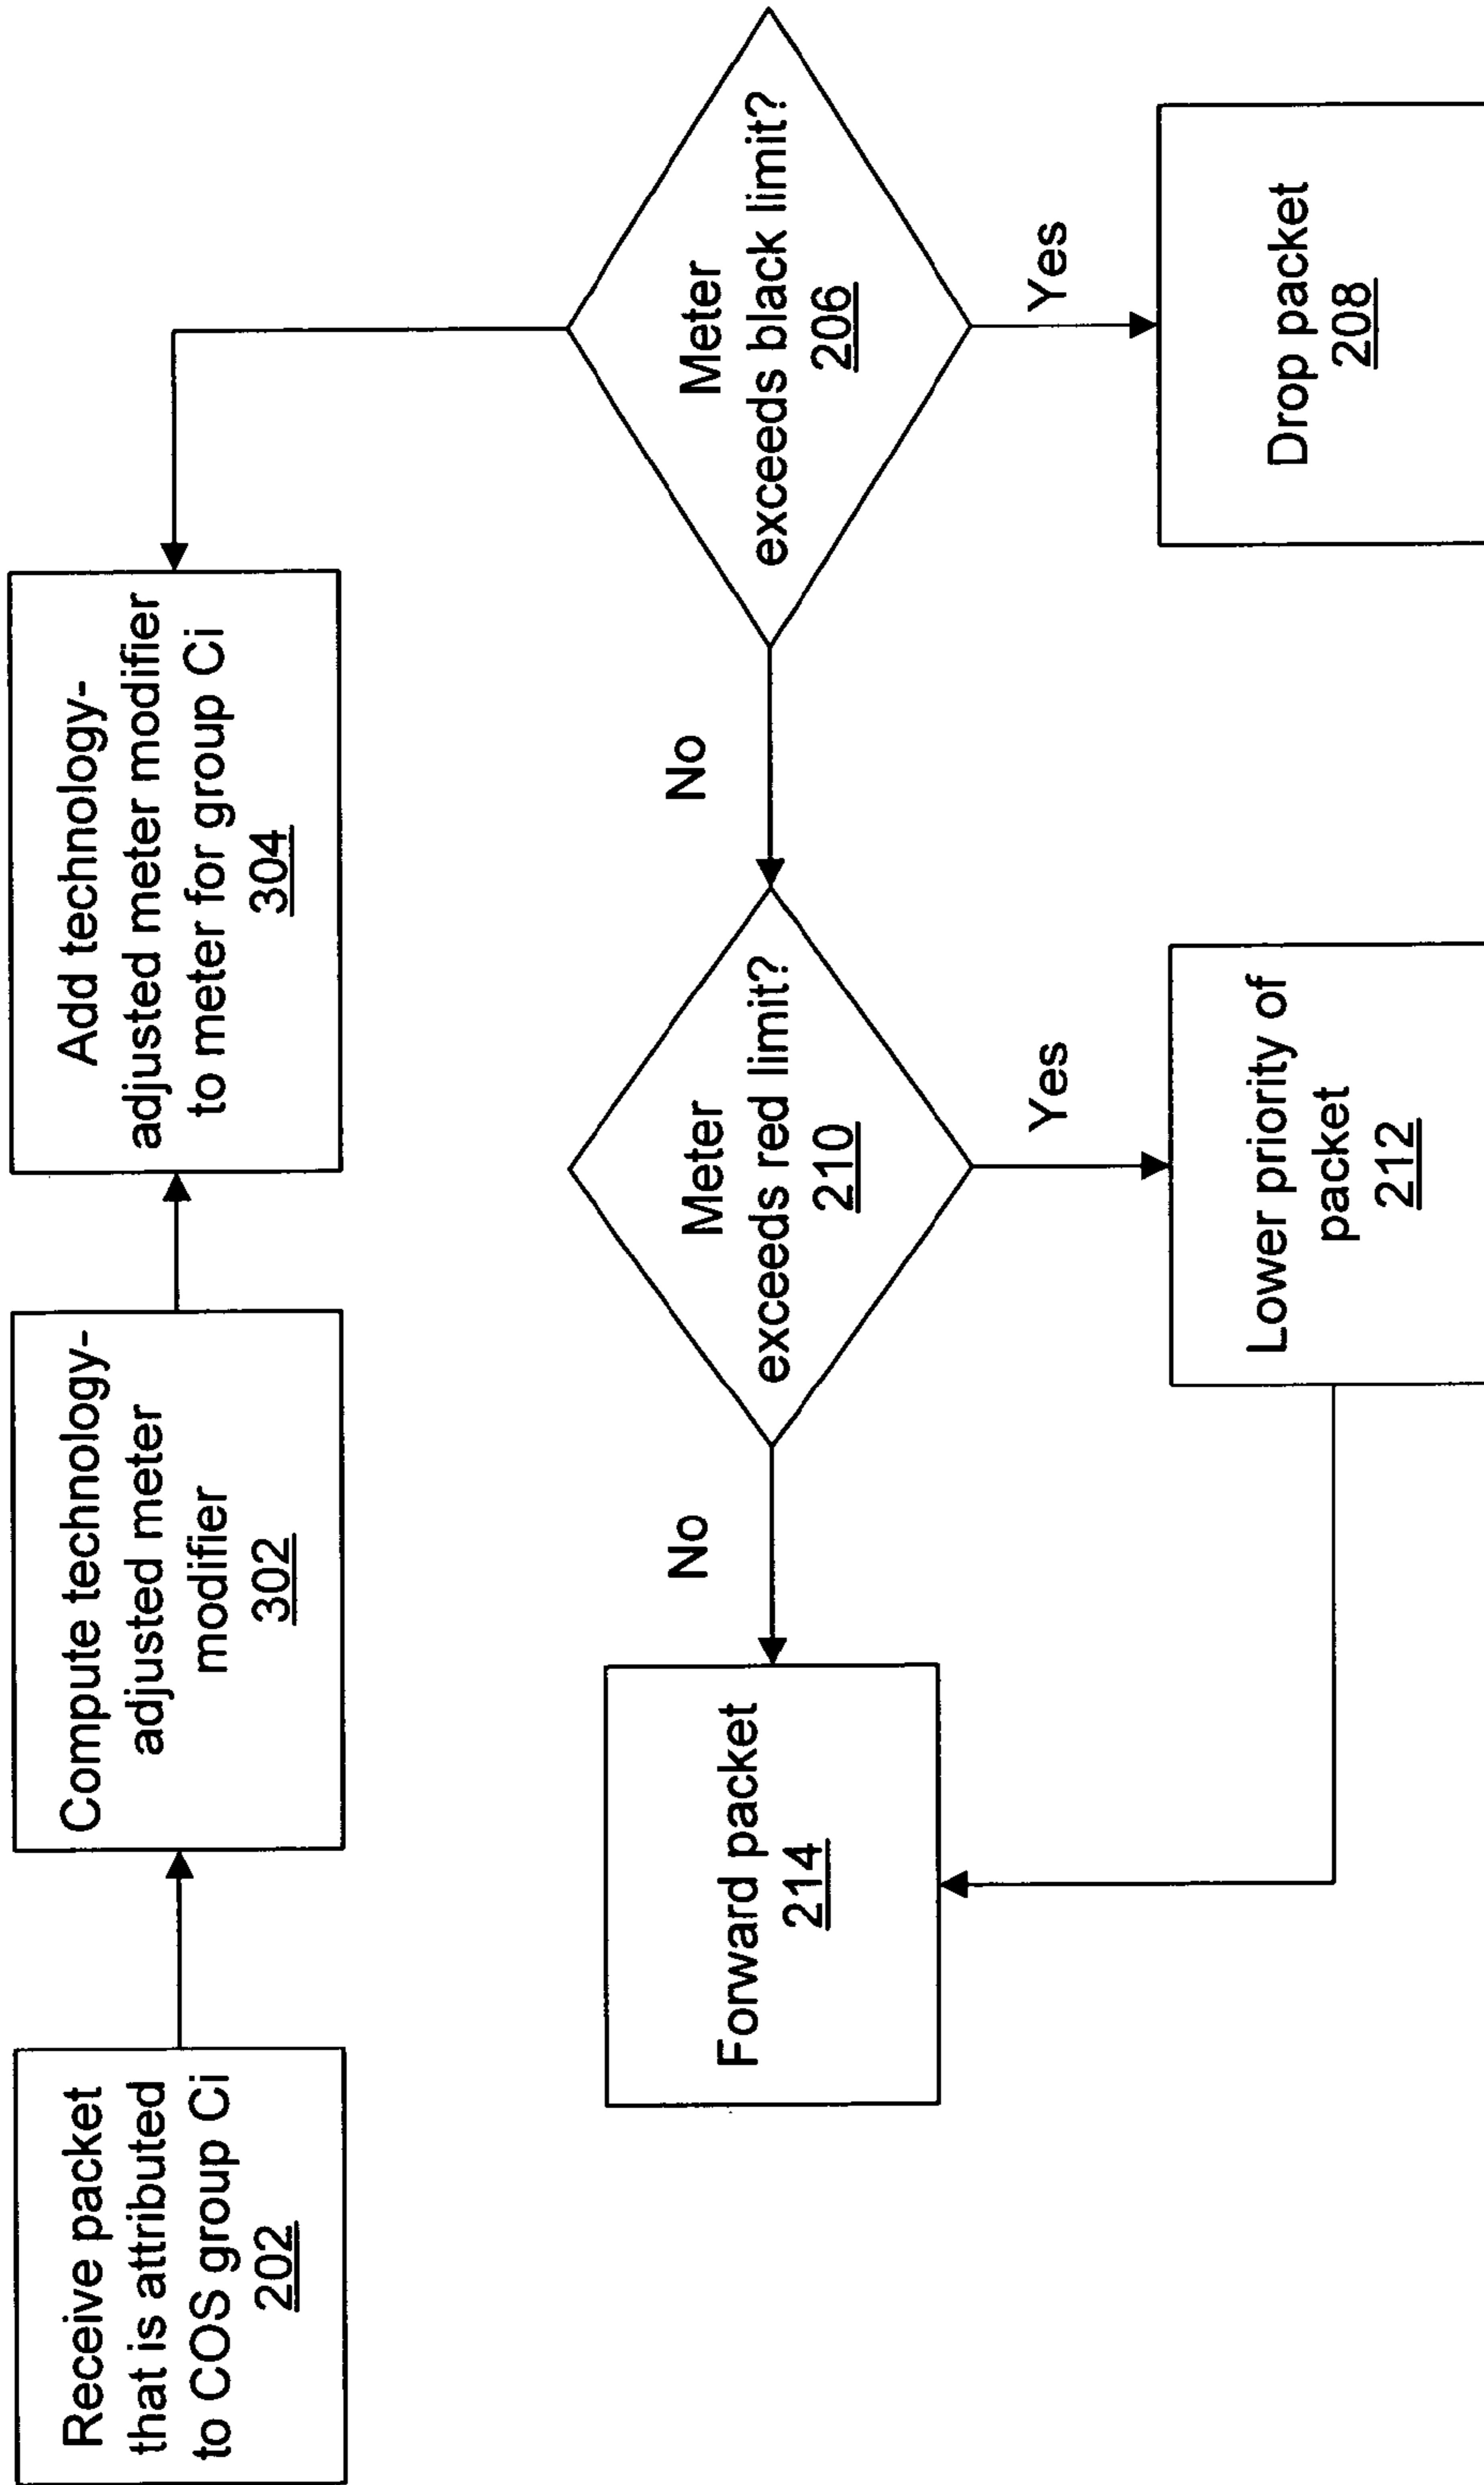 Receive packet
that is attributed
to COS group Ci
202
Compute technology-
adjusted meter
modifier
302
Add technology-
adjusted meter modifier
to meter for group Ci
304
Meter
exceeds black limit?
206
Yes
Drop packet
208
No
Meter
exceeds red limit?
210
Yes
Lower priority of
packet
212
No
Forward packet
214